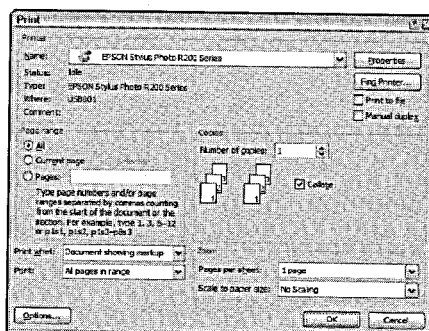 Print
Printer
Name: EPSON Stylus Photo R200 Series
Properties
Status: Idle
Find Printer...
Type: EPSON Stylus Photo R200 Series
Where: USB001
Print to file
Comment:
Manual duplex
Page range
Copies
All
Number of copies: 1
Current page
Pages:
Collate
Type page numbers and/or page
ranges separated by commas counting
from the start of the document or the
section. For example, type 1, 3, 5-12
or p1s1, p1s2, p1s3-p8s3
Print what: Document showing markup
Zoom
Print: All pages in range
Pages per sheet: 1 page
Scale to paper size: No Scaling
Options...
OK
Cancel